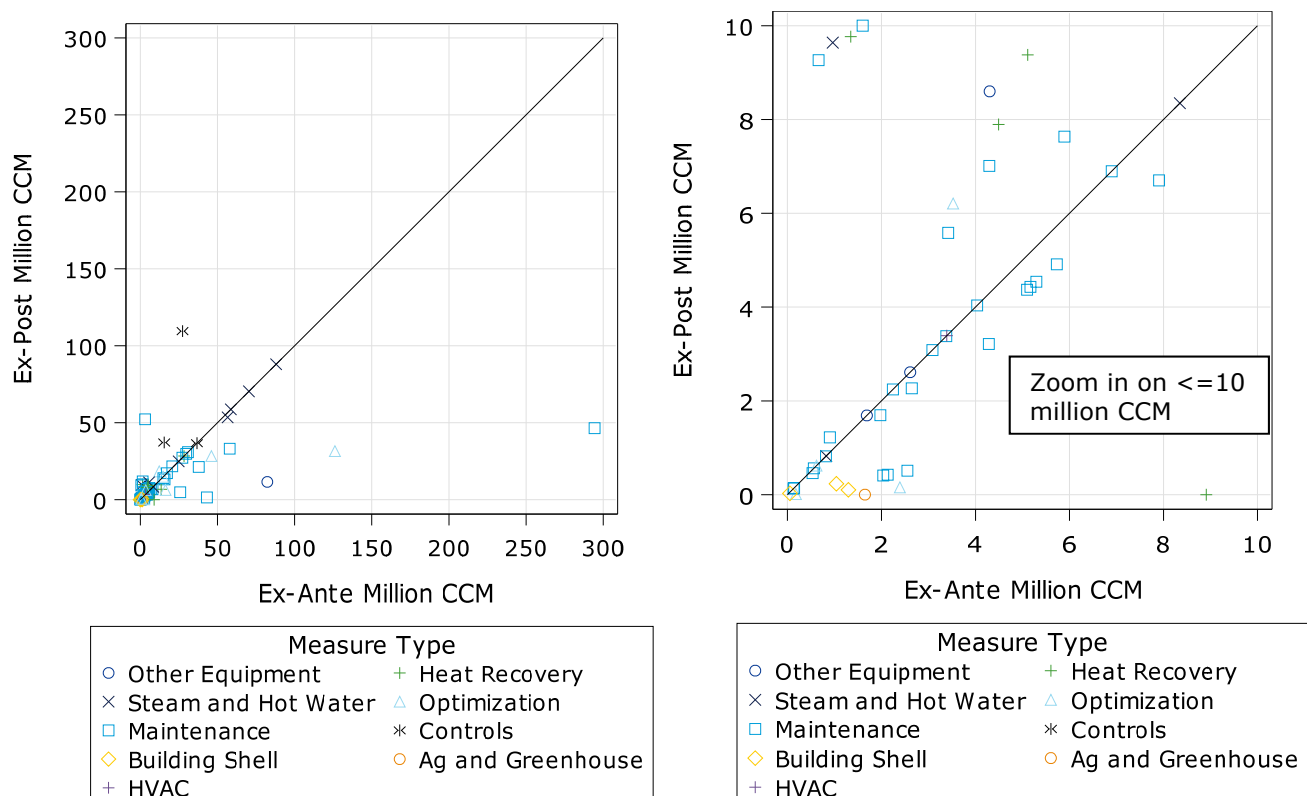 300
250
200
150
100
50
0
Ex-Post Million CCM
0 50 100 150 200 250 300
Ex-Ante Million CCM
Measure Type
Other Equipment Heat Recovery
Steam and Hot Water Optimization
Maintenance Controls
Building Shell Ag and Greenhouse
HVAC
10
8
6
4
2
0
Ex-Post Million CCM
Zoom in on <=10
million CCM
0 2 4 6 8 10
Ex-Ante Million CCM
Measure Type
Other Equipment Heat Recovery
Steam and Hot Water Optimization
Maintenance Controls
Building Shell Ag and Greenhouse
HVAC